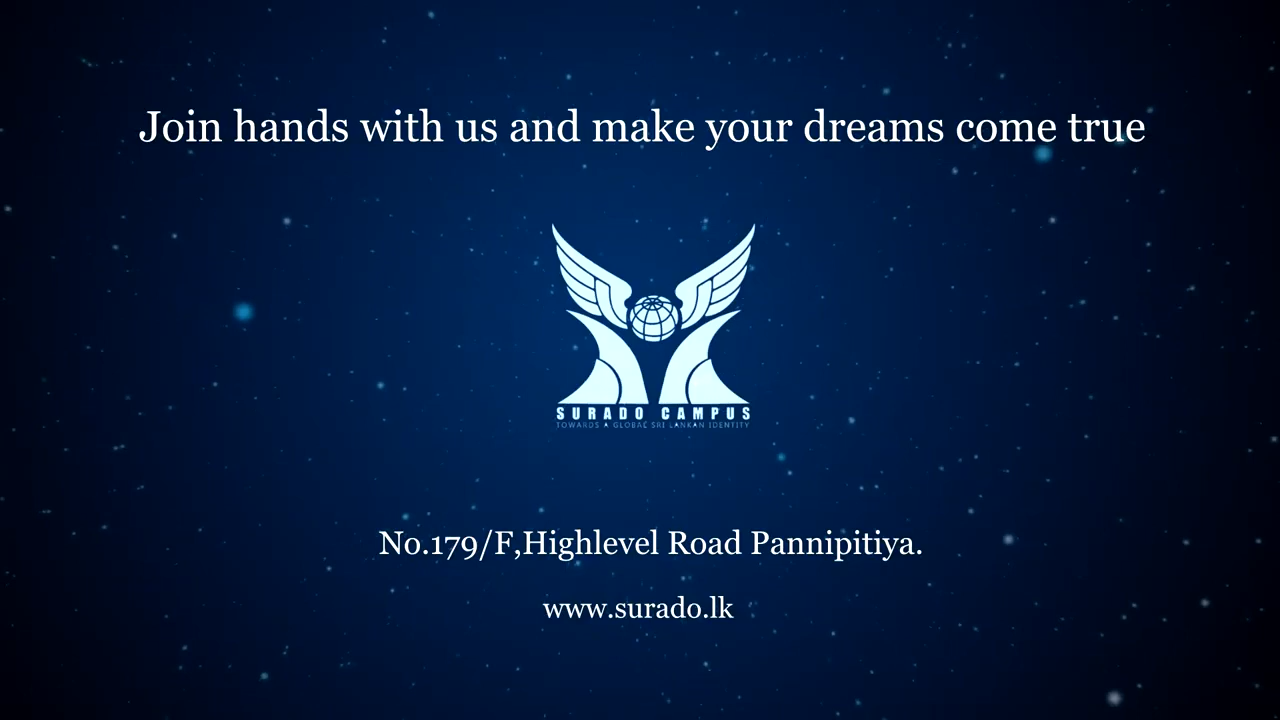 Join hands with us and make your dreams come true
SURADO CAMPUS
TOWARDS A GLOBAL SRI LANKAN IDENTITY
No.179/F,Highlevel Road Pannipitiya.
www.surado.lk